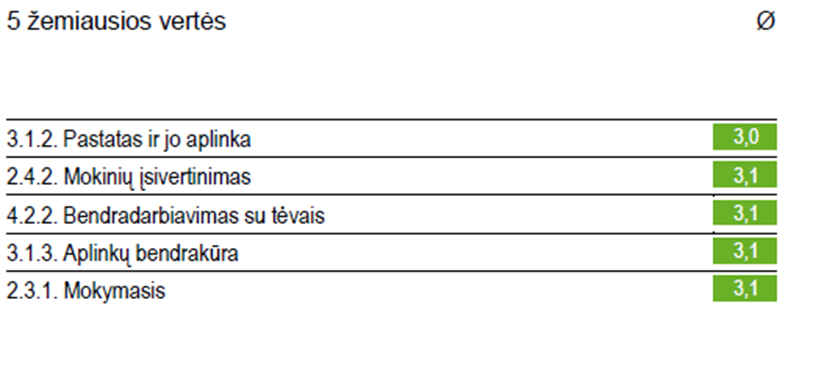 5 žemiausios vertės Ø
3.1.2. Pastatas ir jo aplinka 3,0
2.4.2. Mokinių įsivertinimas 3,1
4.2.2. Bendradarbiavimas su tėvais 3,1
3.1.3. Aplinkų bendrakūra 3,1
2.3.1. Mokymasis 3,1